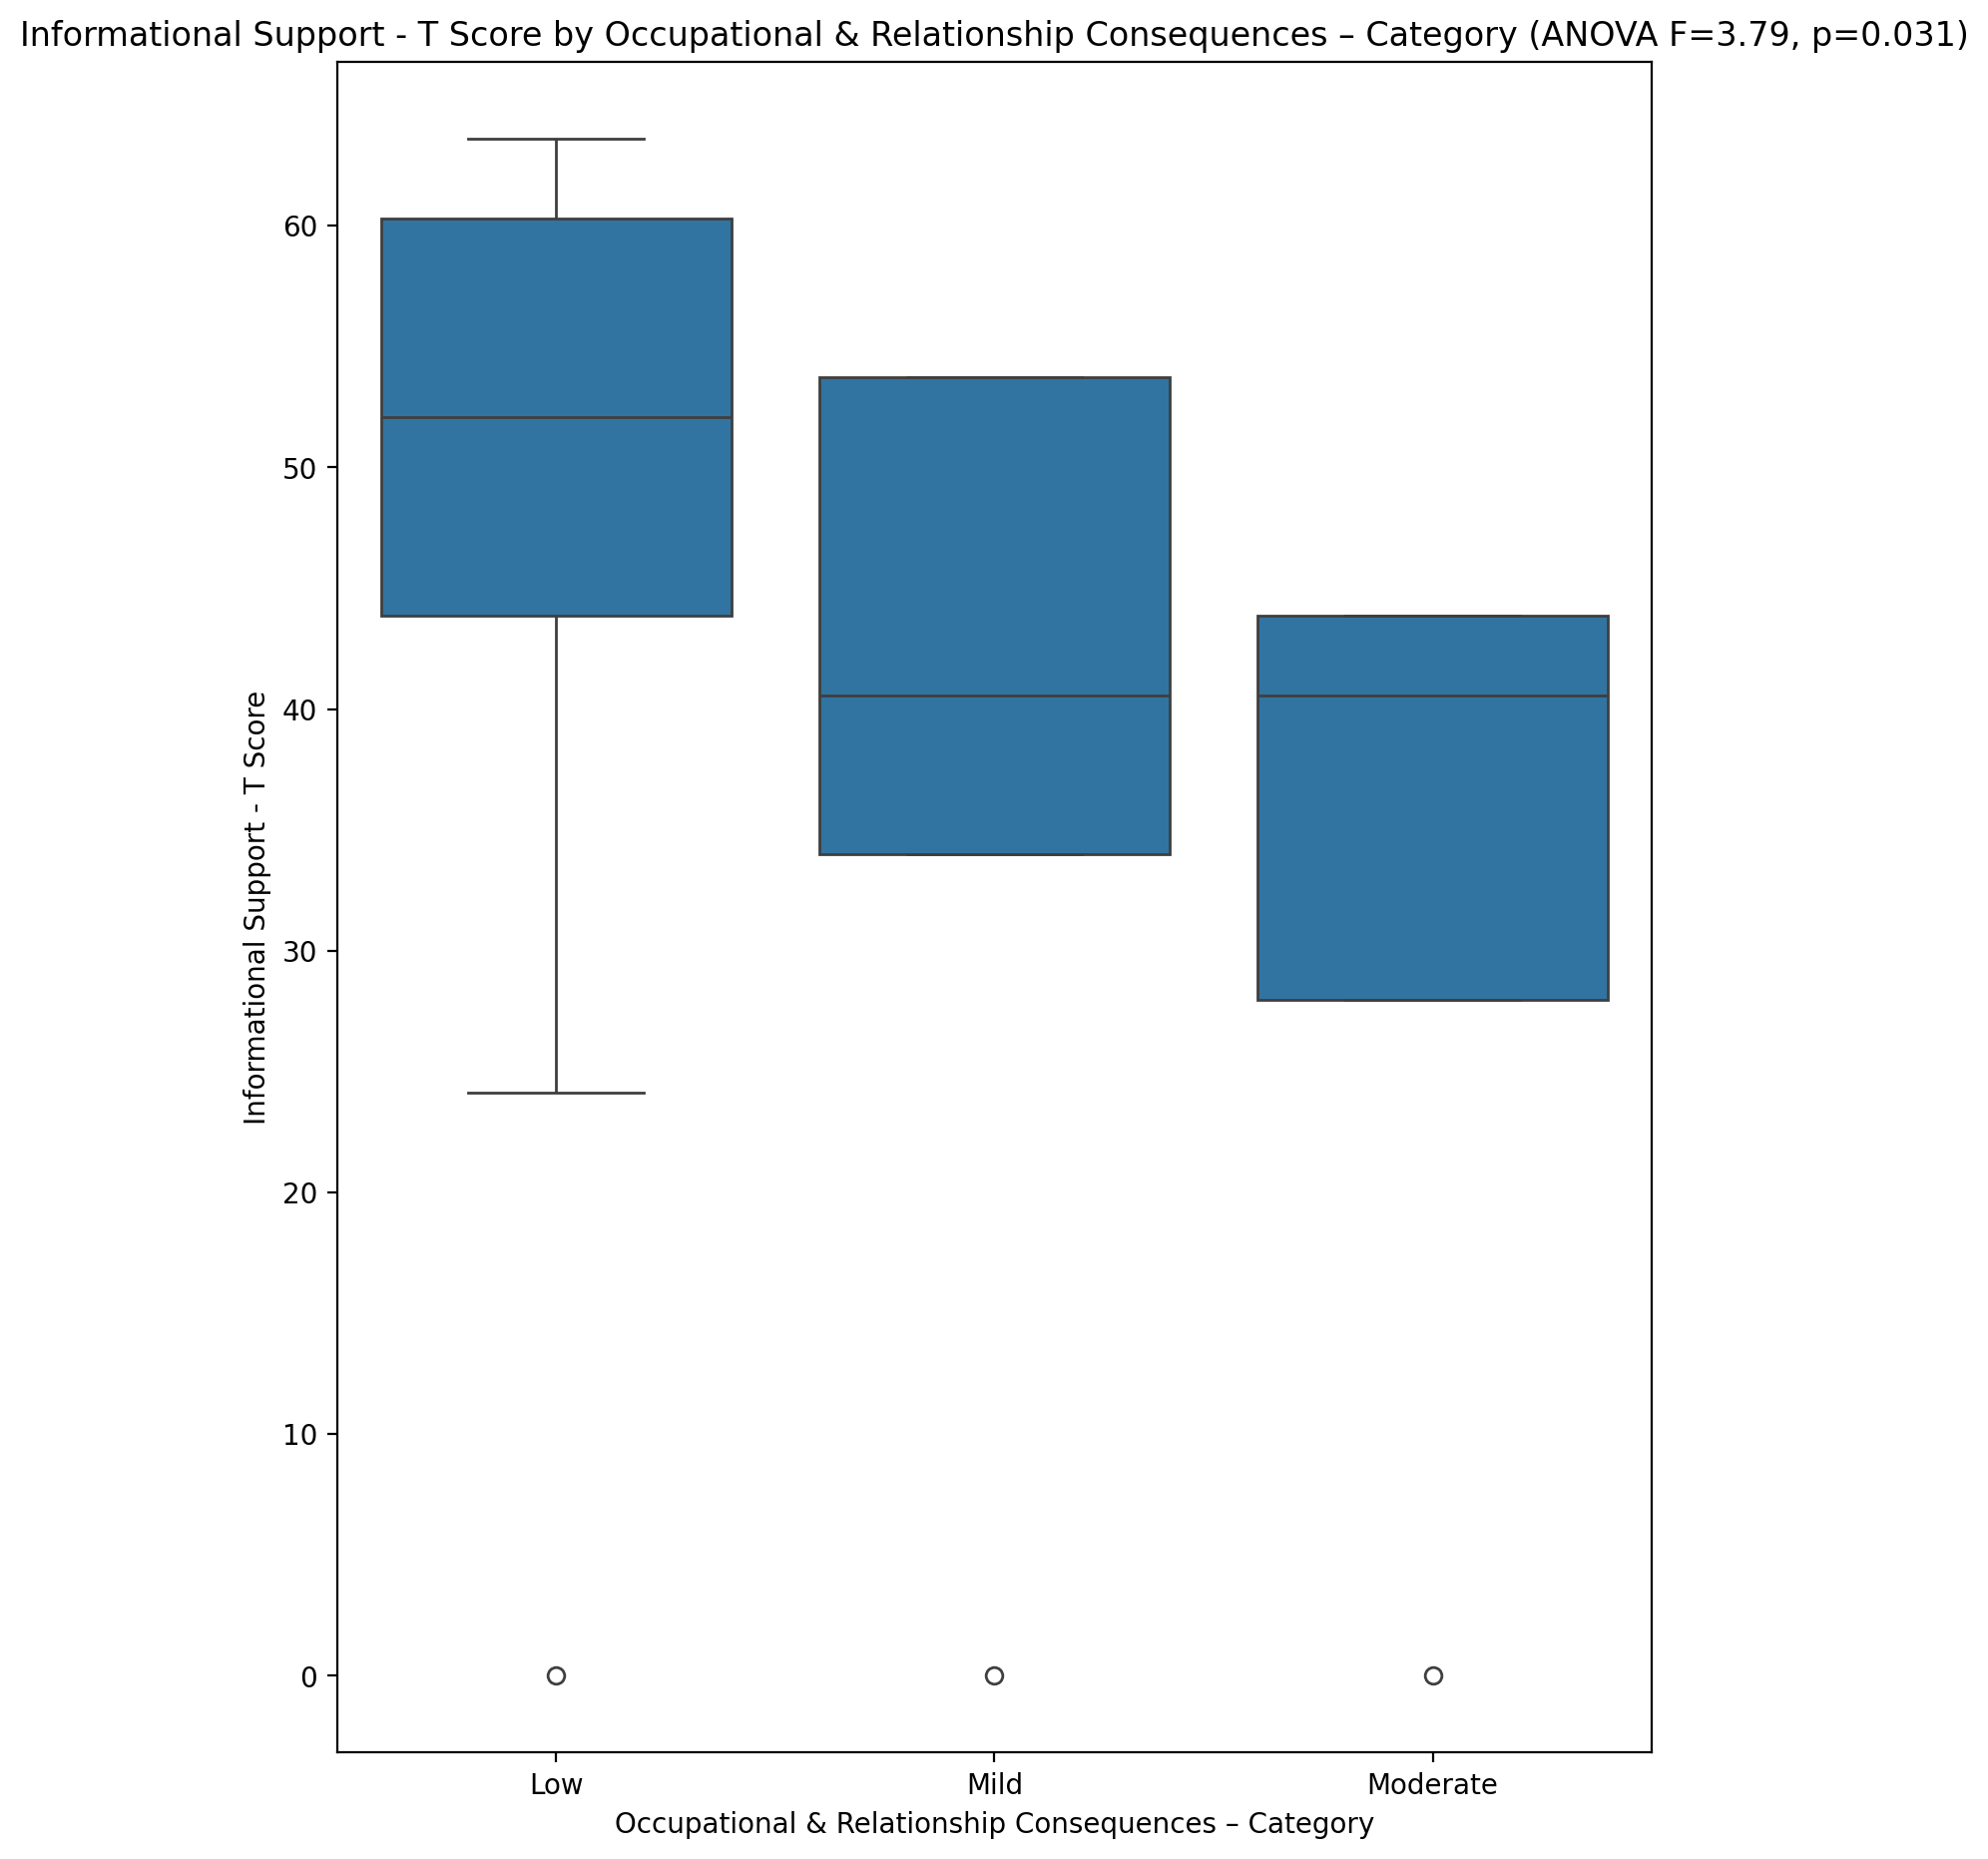 Informational Support - T Score by Occupational & Relationship Consequences – Category (ANOVA F=3.79, p=0.031)
Informational Support - T Score
60
50
40
30
20
10
0
Low Mild Moderate
Occupational & Relationship Consequences – Category